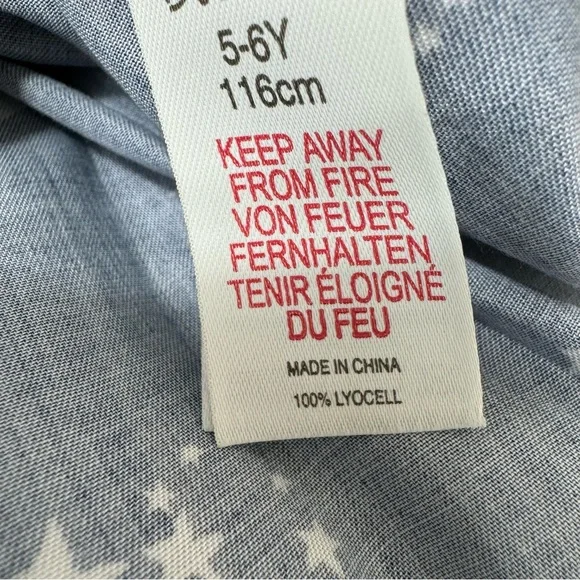 5-6Y
116cm
KEEP AWAY
FROM FIRE
VON FEUER
FERNHALTEN
TENIR ÉLOIGNÉ
DU FEU
MADE IN CHINA
100% LYOCELL